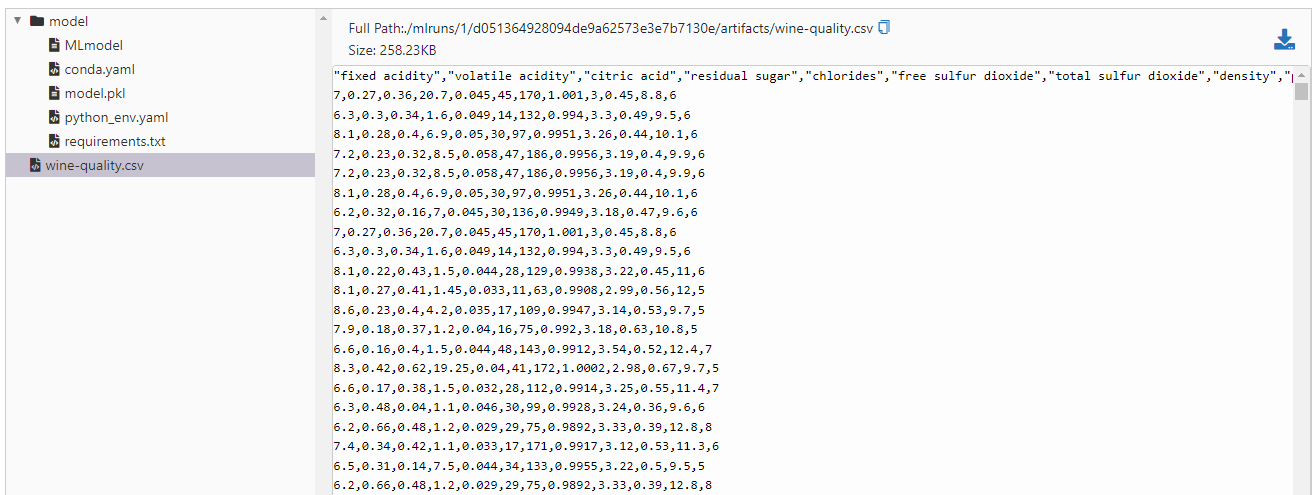 model
MLmodel
conda.yaml
model.pkl
python_env.yaml
requirements.txt
wine-quality.csv
Full Path:./mlruns/1/d051364928094de9a62573e3e7b7130e/artifacts/wine-quality.csv
Size: 258.23KB
"fixed acidity","volatile acidity","citric acid","residual sugar","chlorides","free sulfur dioxide","total sulfur dioxide","density","p
7,0.27,0.36,20.7,0.045,45,170,1.001,3,0.45,8.8,6
6.3,0.3,0.34,1.6,0.049,14,132,0.994,3.3,0.49,9.5,6
8.1,0.28,0.4,6.9,0.05,30,97,0.9951,3.26,0.44,10.1,6
7.2,0.23,0.32,8.5,0.058,47,186,0.9956,3.19,0.4,9.9,6
7.2,0.23,0.32,8.5,0.058,47,186,0.9956,3.19,0.4,9.9,6
8.1,0.28,0.4,6.9,0.05,30,97,0.9951,3.26,0.44,10.1,6
6.2,0.32,0.16,7,0.045,30,136,0.9949,3.18,0.47,9.6,6
7,0.27,0.36,20.7,0.045,45,170,1.001,3,0.45,8.8,6
6.3,0.3,0.34,1.6,0.049,14,132,0.994,3.3,0.49,9.5,6
8.1,0.22,0.43,1.5,0.044,28,129,0.9938,3.22,0.45,11,6
8.1,0.27,0.41,1.45,0.033,11,63,0.9908,2.99,0.56,12,5
8.6,0.23,0.4,4.2,0.035,17,109,0.9947,3.14,0.53,9.7,5
7.9,0.18,0.37,1.2,0.04,16,75,0.992,3.18,0.63,10.8,5
6.6,0.16,0.4,1.5,0.044,48,143,0.9912,3.54,0.52,12.4,7
8.3,0.42,0.62,19.25,0.04,41,172,1.0002,2.98,0.67,9.7,5
6.6,0.17,0.38,1.5,0.032,28,112,0.9914,3.25,0.55,11.4,7
6.3,0.48,0.04,1.1,0.046,30,99,0.9928,3.24,0.36,9.6,6
6.2,0.66,0.48,1.2,0.029,29,75,0.9892,3.33,0.39,12.8,8
7.4,0.34,0.42,1.1,0.033,17,171,0.9917,3.12,0.53,11.3,6
6.5,0.31,0.14,7.5,0.044,34,133,0.9955,3.22,0.5,9.5,5
6.2,0.66,0.48,1.2,0.029,29,75,0.9892,3.33,0.39,12.8,8